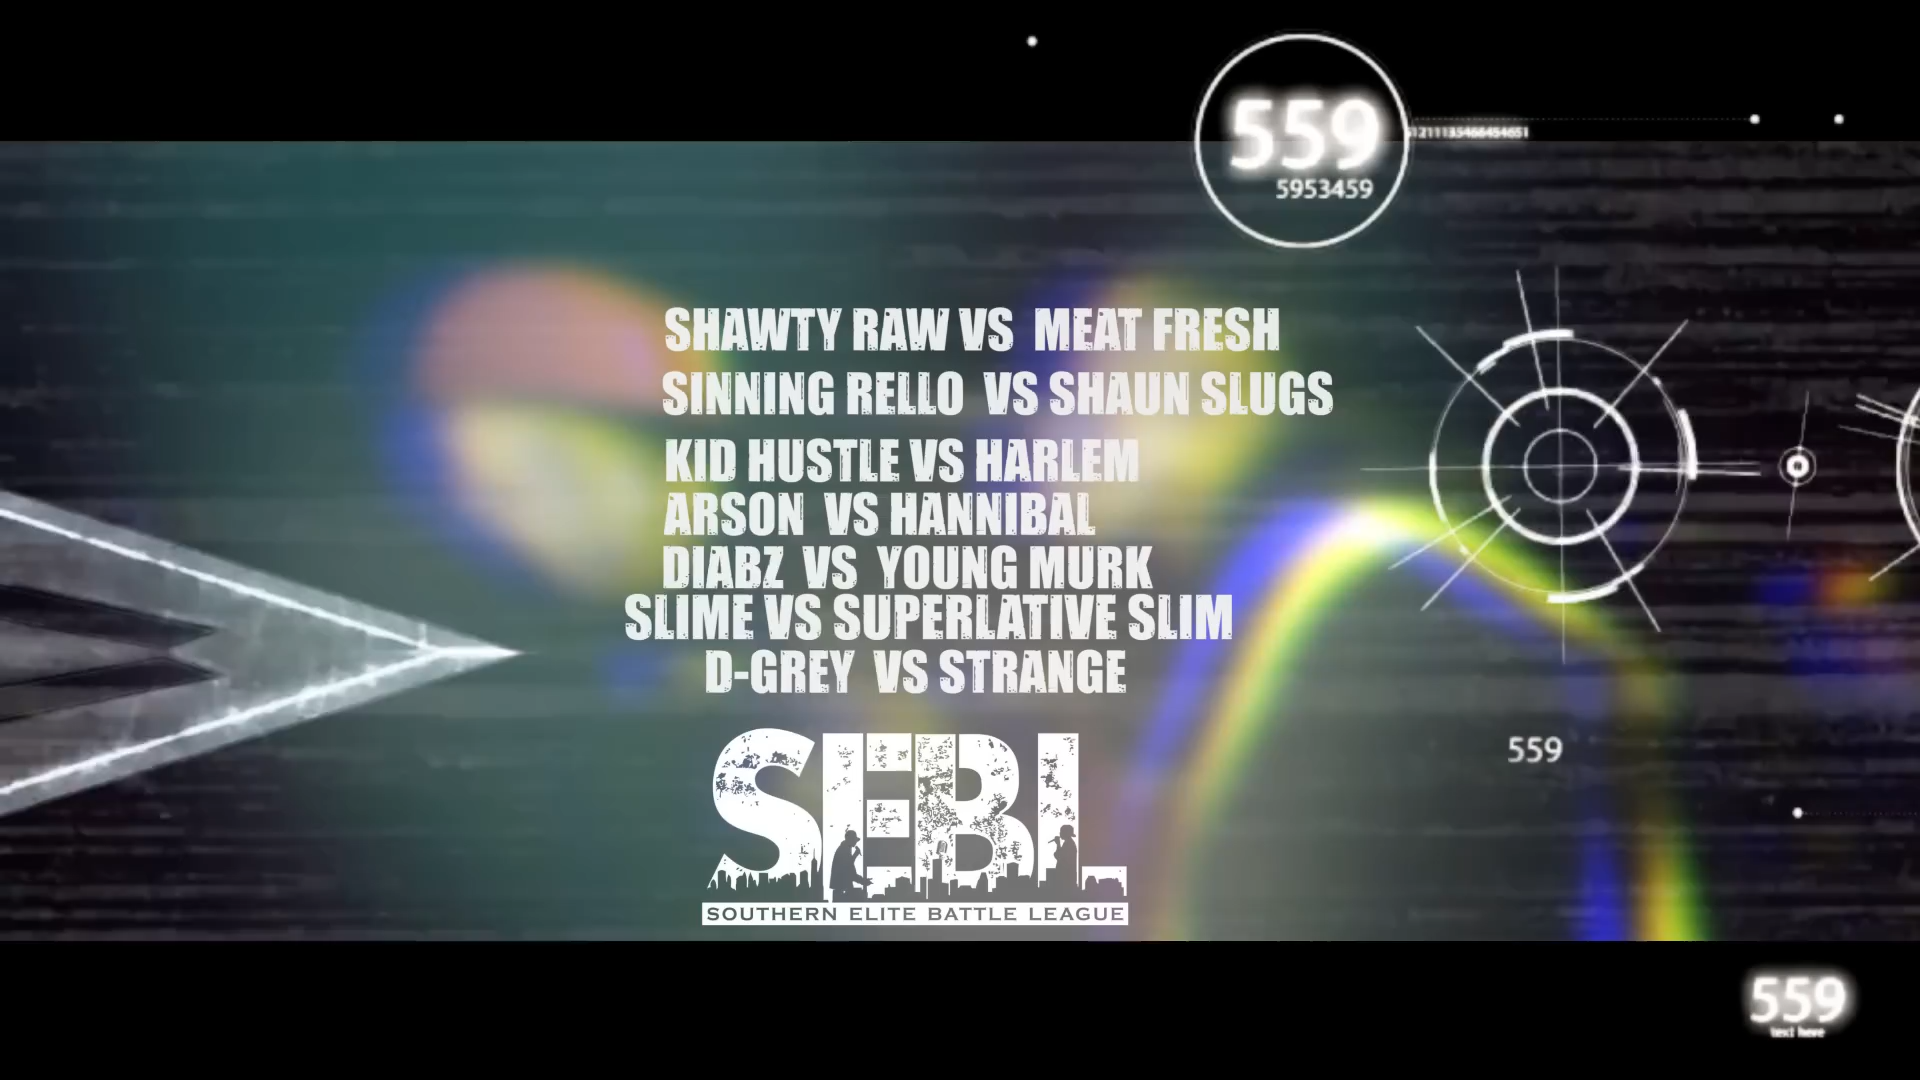 559
1211135466454651
5953459
SHAWTY RAW VS MEAT FRESH
SINNING RELLO VS SHAUN SLUGS
KID HUSTLE VS HARLEM
ARSON VS HANNIBAL
DIABZ VS YOUNG MURK
SLIME VS SUPERLATIVE SLIM
D-GREY VS STRANGE
559
SEBL
SOUTHERN ELITE BATTLE LEAGUE
559
text here